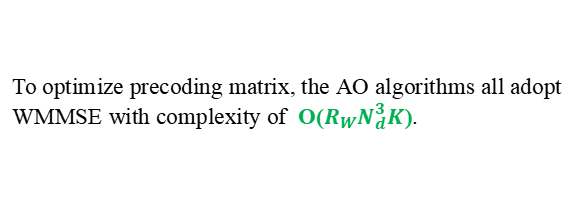 To optimize precoding matrix, the AO algorithms all adopt
WMMSE with complexity of O(R_W N_d^3 K).